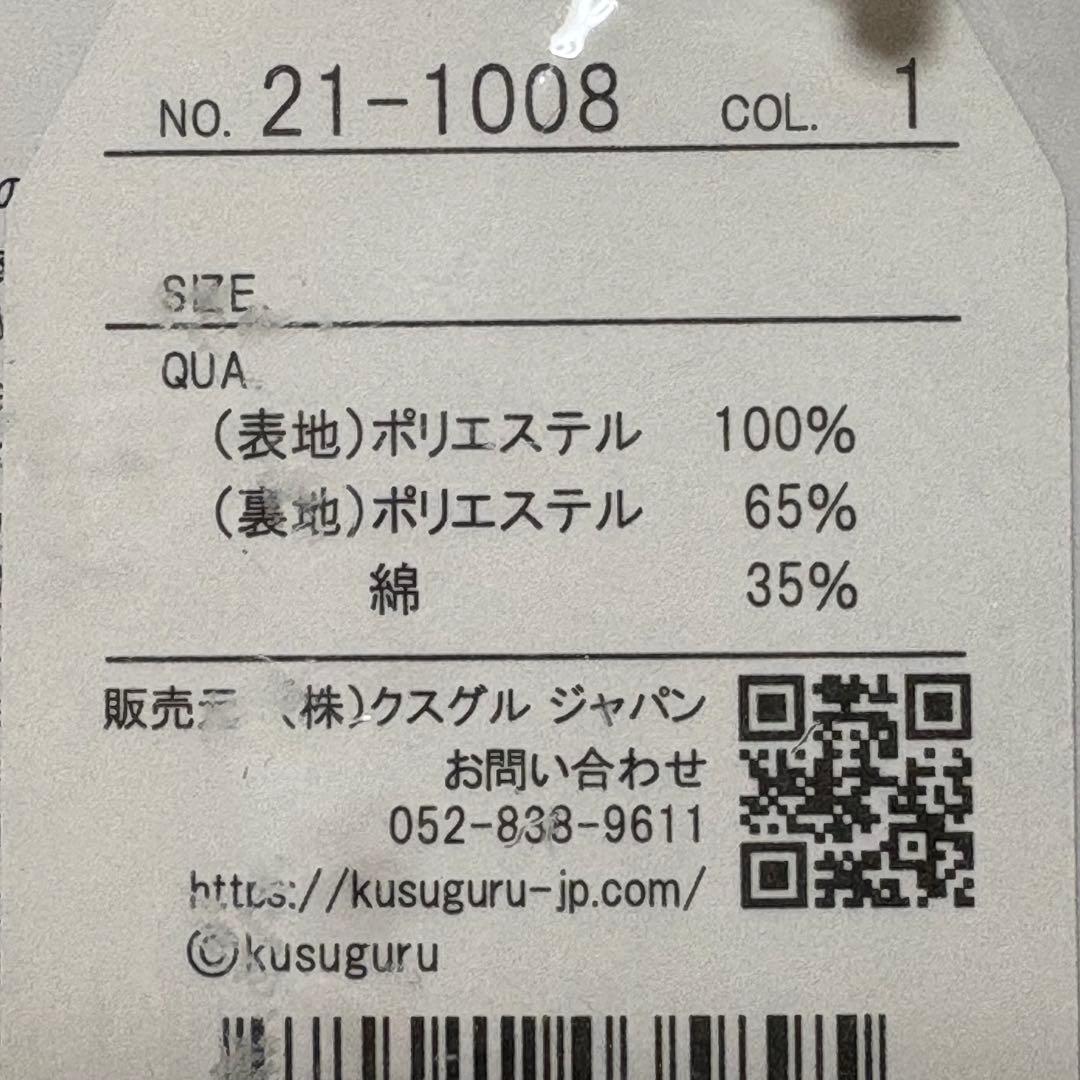 NO. 21-1008 COL. 1
SIZE
QUA
(表地)ポリエステル 100%
(裏地)ポリエステル 65%
綿 35%
販売元 (株)クスグル ジャパン
お問い合わせ
052-838-9611
https://kusuguru-jp.com/
©kusuguru